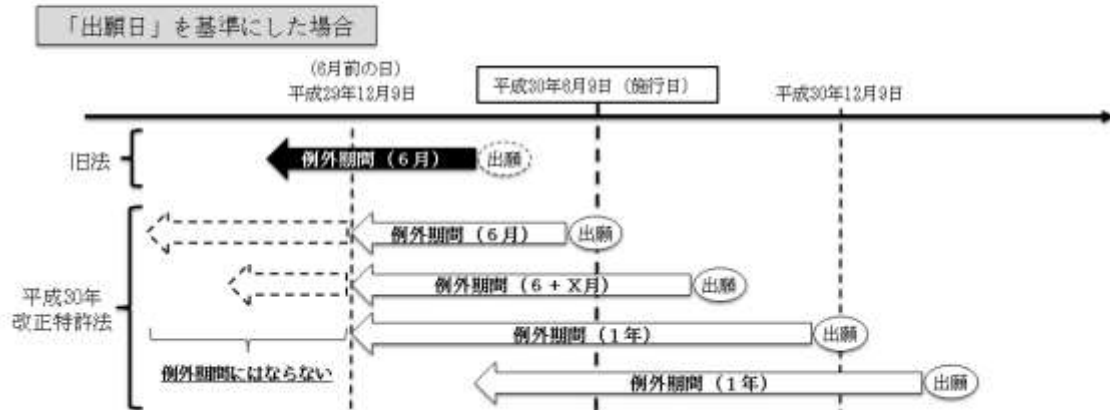 「出願日」を基準にした場合
(6月前の日)
平成29年12月9日
平成30年6月9日（施行日）
平成30年12月9日
旧法
例外期間（6月）
出願
例外期間（6月）
出願
例外期間（6＋X月）
出願
平成30年
改正特許法
例外期間（1年）
出願
例外期間にはならない
例外期間（1年）
出願